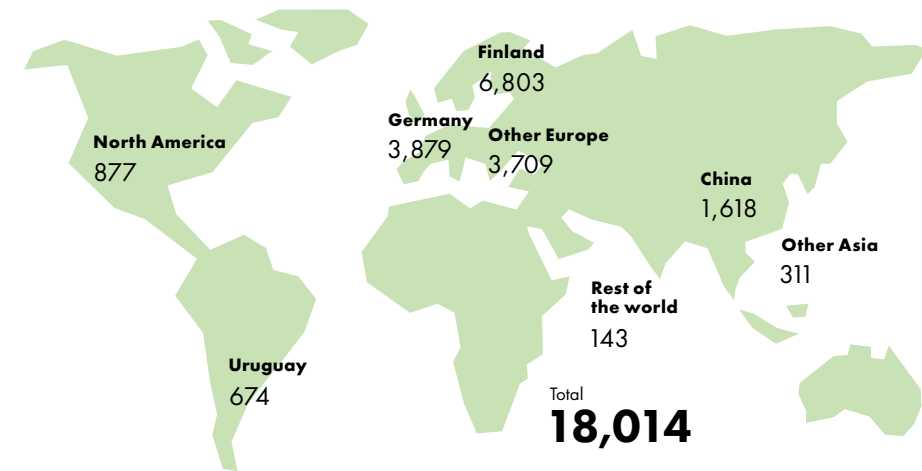 Finland
6,803
Germany
3,879
Other Europe
3,709
North America
877
China
1,618
Other Asia
311
Rest of
the world
143
Uruguay
674
Total
18,014